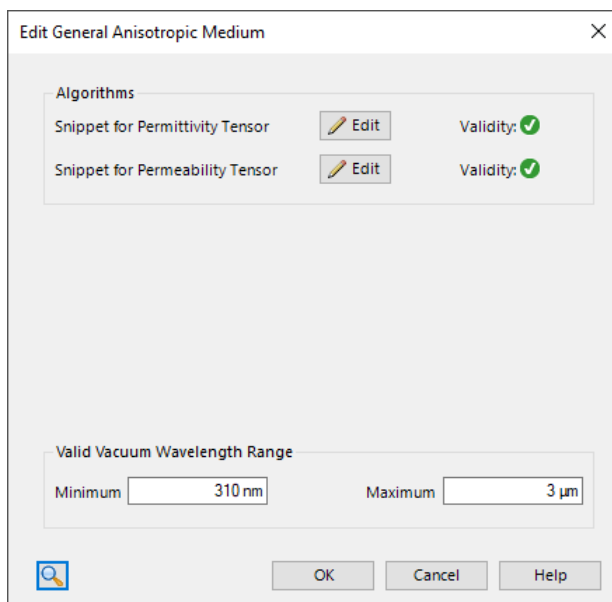 Edit General Anisotropic Medium
Algorithms
Snippet for Permittivity Tensor Edit Validity:
Snippet for Permeability Tensor Edit Validity:
Valid Vacuum Wavelength Range
Minimum 310 nm Maximum 3 µm
OK Cancel Help